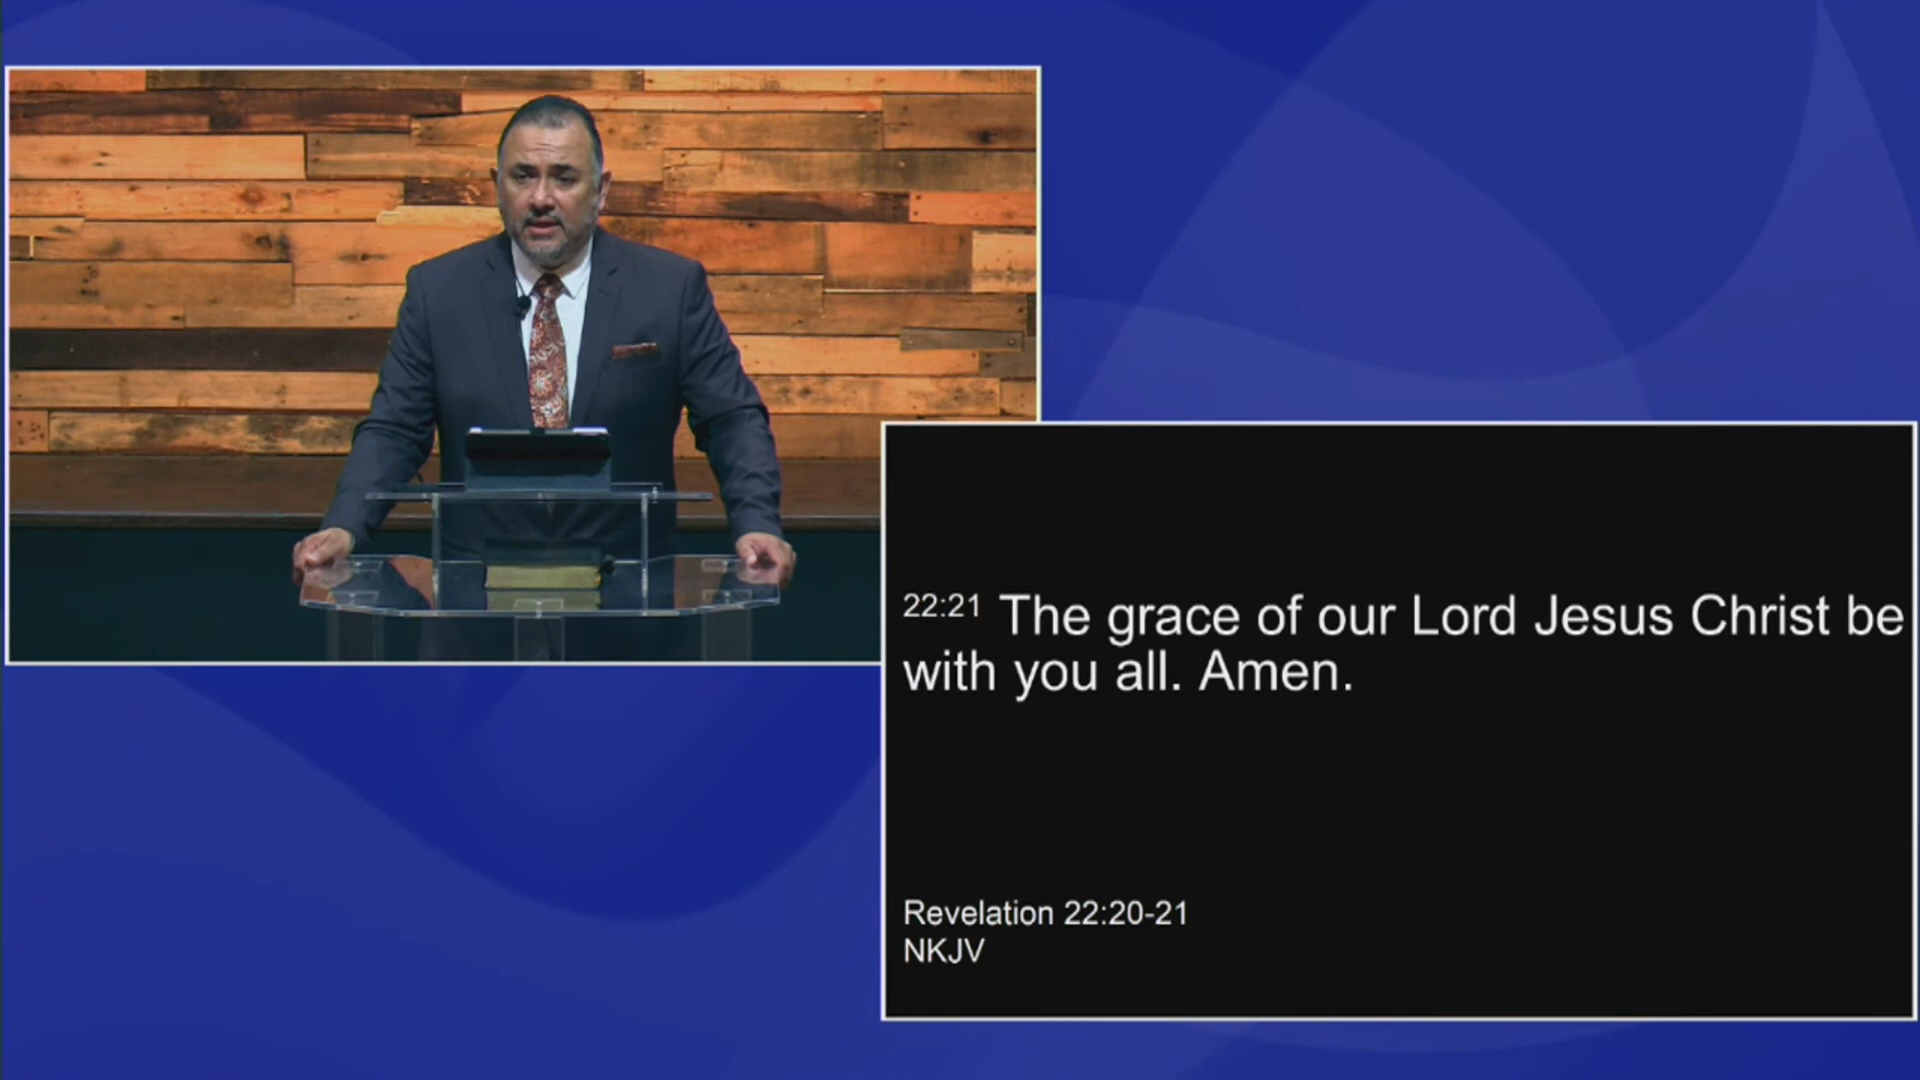 22:21 The grace of our Lord Jesus Christ be
with you all. Amen.
Revelation 22:20-21
NKJV